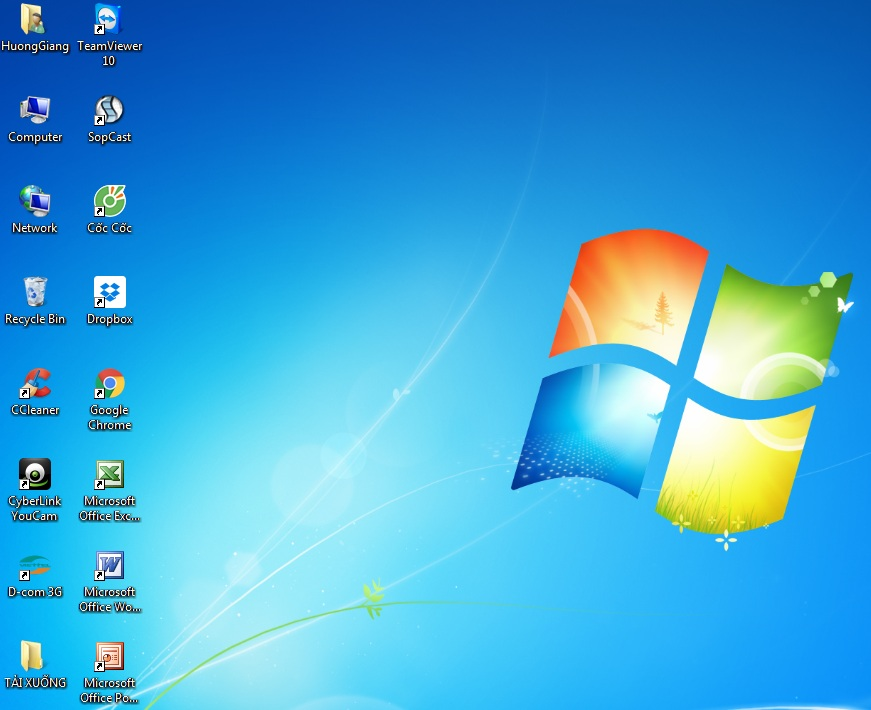 HuongGiang
TeamViewer
10
Computer
SopCast
Network
Cốc Cốc
Recycle Bin
Dropbox
CCleaner
Google
Chrome
CyberLink
YouCam
Microsoft
Office Exc...
D-com 3G
Microsoft
Office Wo...
TẢI XUỐNG
Microsoft
Office Po...